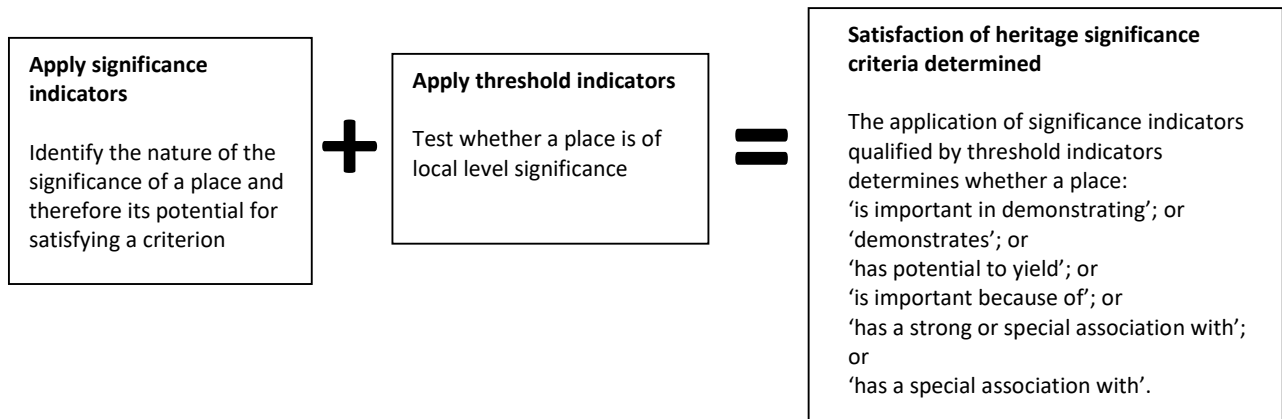 Apply significance
indicators
Identify the nature of the
significance of a place and
therefore its potential for
satisfying a criterion
+
Apply threshold indicators
Test whether a place is of
local level significance
=
Satisfaction of heritage significance
criteria determined
The application of significance indicators
qualified by threshold indicators
determines whether a place:
‘is important in demonstrating’; or
‘demonstrates’; or
‘has potential to yield’; or
‘is important because of’; or
‘has a strong or special association with’;
or
‘has a special association with’.